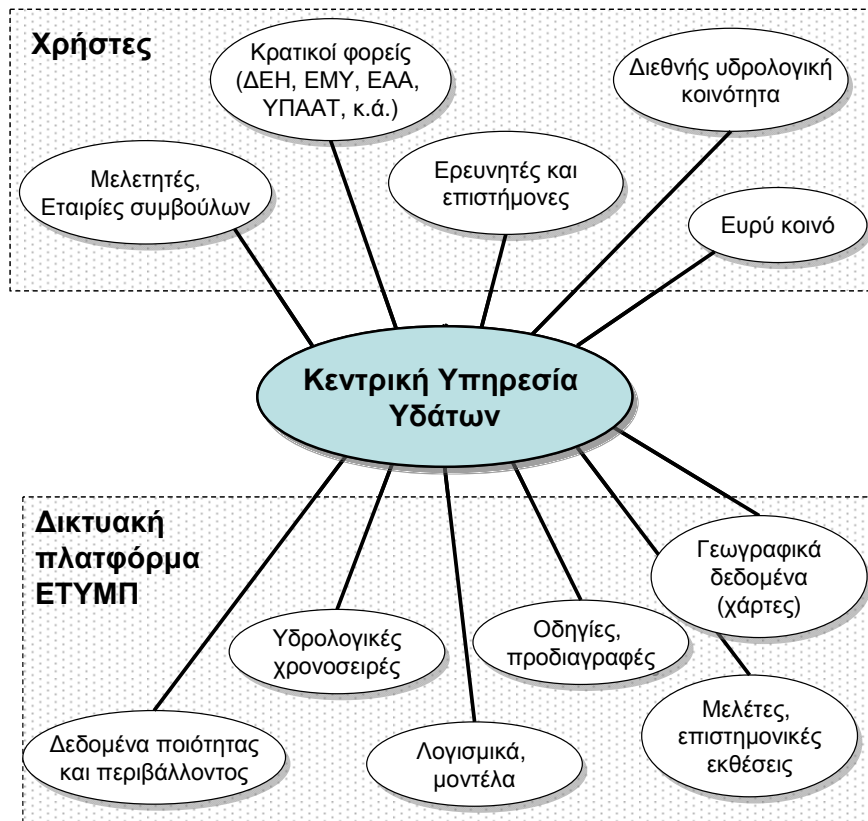 Χρήστες
Κρατικοί φορείς
(ΔΕΗ, ΕΜΥ, ΕΑΑ,
ΥΠΑΑΤ, κ.ά.)
Διεθνής υδρολογική
κοινότητα
Μελετητές,
Εταιρίες συμβούλων
Ερευνητές και
επιστήμονες
Ευρύ κοινό
Κεντρική Υπηρεσία
Υδάτων
Δικτυακή
πλατφόρμα
ΕΤΥΜΠ
Γεωγραφικά
δεδομένα
(χάρτες)
Υδρολογικές
χρονοσειρές
Οδηγίες,
προδιαγραφές
Δεδομένα ποιότητας
και περιβάλλοντος
Λογισμικά,
μοντέλα
Μελέτες,
επιστημονικές
εκθέσεις